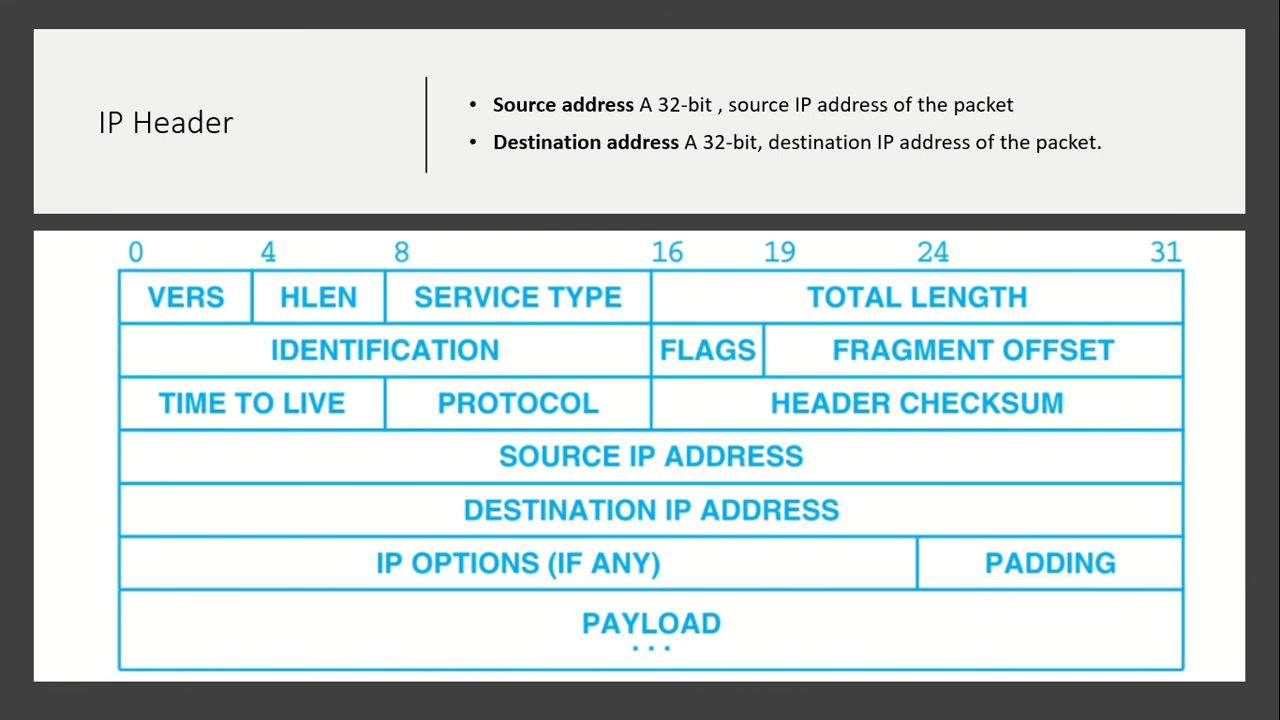 IP Header
• Source address A 32-bit , source IP address of the packet
• Destination address A 32-bit, destination IP address of the packet.
0 4 8 16 19 24 31
VERS HLEN SERVICE TYPE TOTAL LENGTH
IDENTIFICATION FLAGS FRAGMENT OFFSET
TIME TO LIVE PROTOCOL HEADER CHECKSUM
SOURCE IP ADDRESS
DESTINATION IP ADDRESS
IP OPTIONS (IF ANY) PADDING
PAYLOAD
...